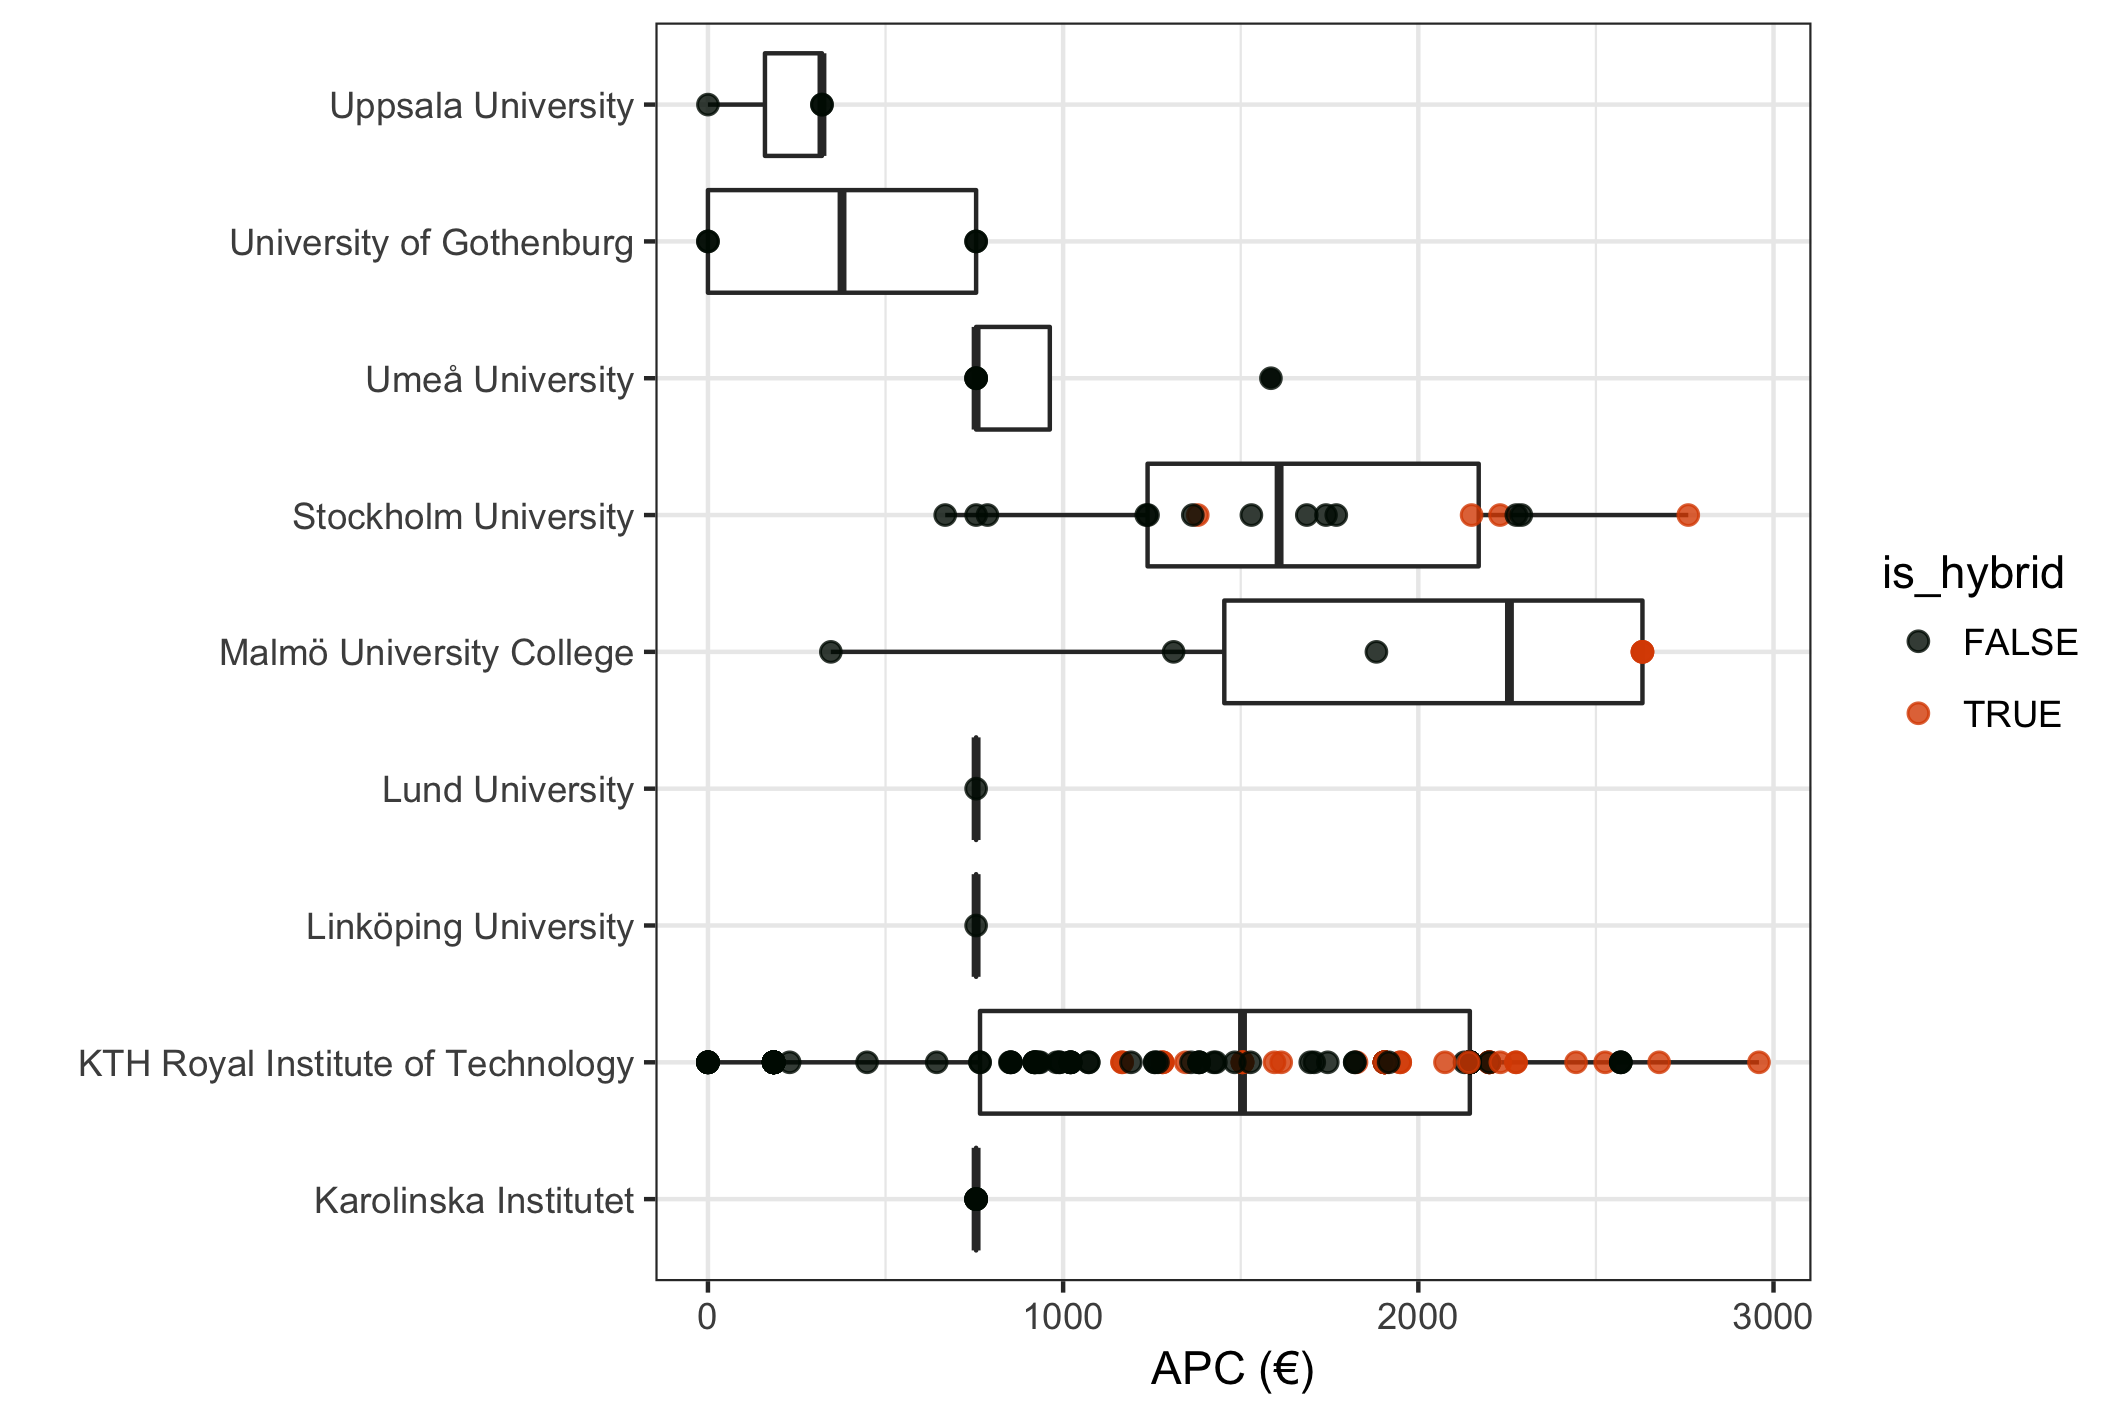 Uppsala University
University of Gothenburg
Umeå University
Stockholm University
Malmö University College
Lund University
Linköping University
KTH Royal Institute of Technology
Karolinska Institutet
0 1000 2000 3000
APC (€)
is_hybrid
FALSE
TRUE